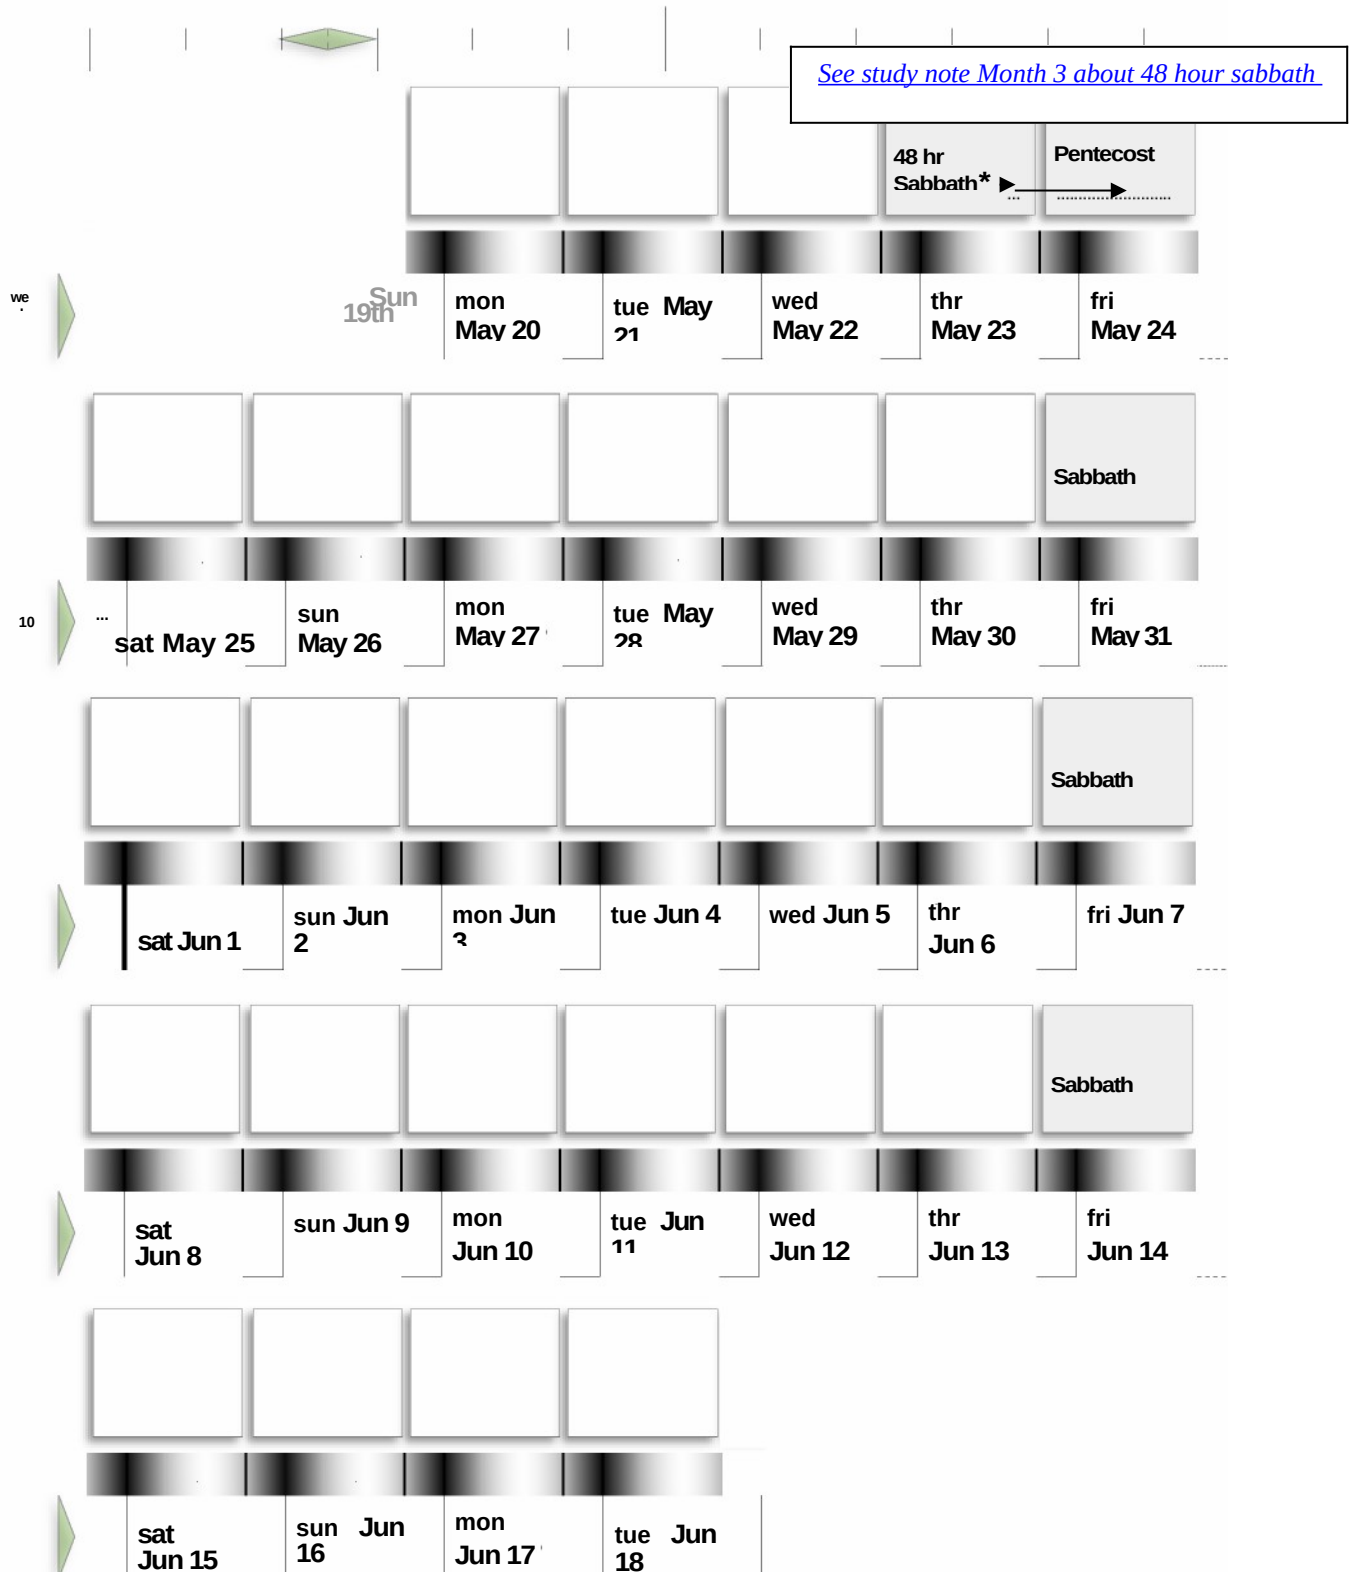 See study note Month 3 about 48 hour sabbath
48 hr
Sabbath*
Pentecost
we
.
Sun
19th
mon
May 20
tue May
21
wed
May 22
thr
May 23
fri
May 24
Sabbath
10
...
sat May 25
sun
May 26
mon
May 27
tue May
28
wed
May 29
thr
May 30
fri
May 31
Sabbath
sat Jun 1
sun Jun
2
mon Jun
3
tue Jun 4
wed Jun 5
thr
Jun 6
fri Jun 7
Sabbath
sat
Jun 8
sun Jun 9
mon
Jun 10
tue Jun
11
wed
Jun 12
thr
Jun 13
fri
Jun 14
sat
Jun 15
sun Jun
16
mon
Jun 17
tue Jun
18